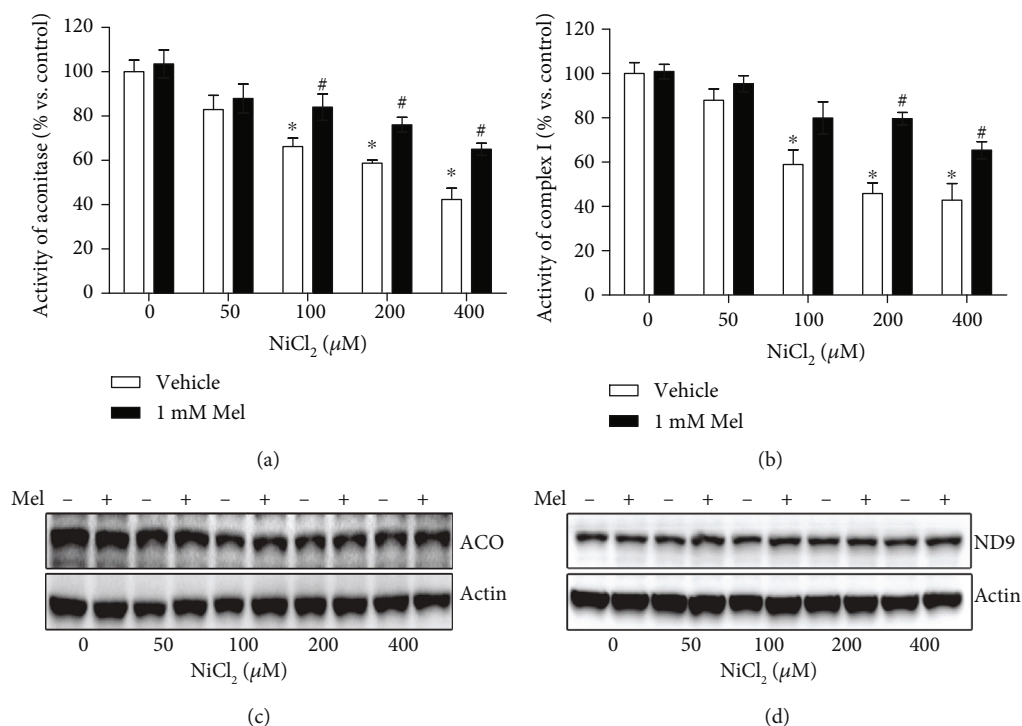 Activity of aconitase (% vs. control)
120
100
80
60
40
20
0
* # * # * #
0 50 100 200 400
NiCl2 (μM)
Vehicle
1 mM Mel
(a)
Activity of complex I (% vs. control)
120
100
80
60
40
20
0
* * # * #
0 50 100 200 400
NiCl2 (μM)
Vehicle
1 mM Mel
(b)
Mel – + – + – + – + – +
ACO
Actin
0 50 100 200 400
NiCl2 (μM)
(c)
Mel – + – + – + – + – +
ND9
Actin
0 50 100 200 400
NiCl2 (μM)
(d)